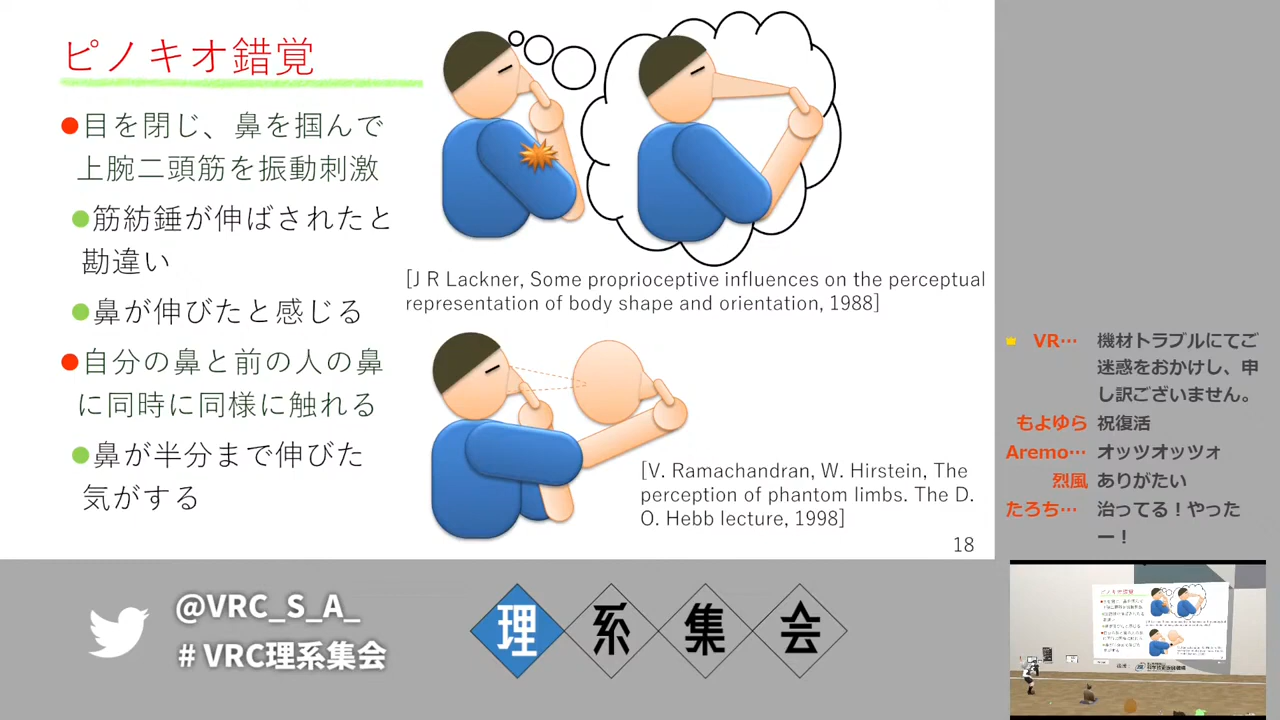 ピノキオ錯覚
●目を閉じ、鼻を掴んで
上腕二頭筋を振動刺激
●筋紡錘が伸ばされたと
勘違い
●鼻が伸びたと感じる
●自分の鼻と前の人の鼻
に同時に同様に触れる
●鼻が半分まで伸びた
気がする
[J R Lackner, Some proprioceptive influences on the perceptual
representation of body shape and orientation, 1988]
[V. Ramachandran, W. Hirstein, The
perception of phantom limbs. The D.
O. Hebb lecture, 1998]
18
VR… 機材トラブルにてご
迷惑をおかけし、申
し訳ございません。
もよゆら 祝復活
Aremo… オッツオッツォ
烈風 ありがたい
たろち… 治ってる！やった
ー！
@VRC_S_A_
#VRC理系集会
理系集会